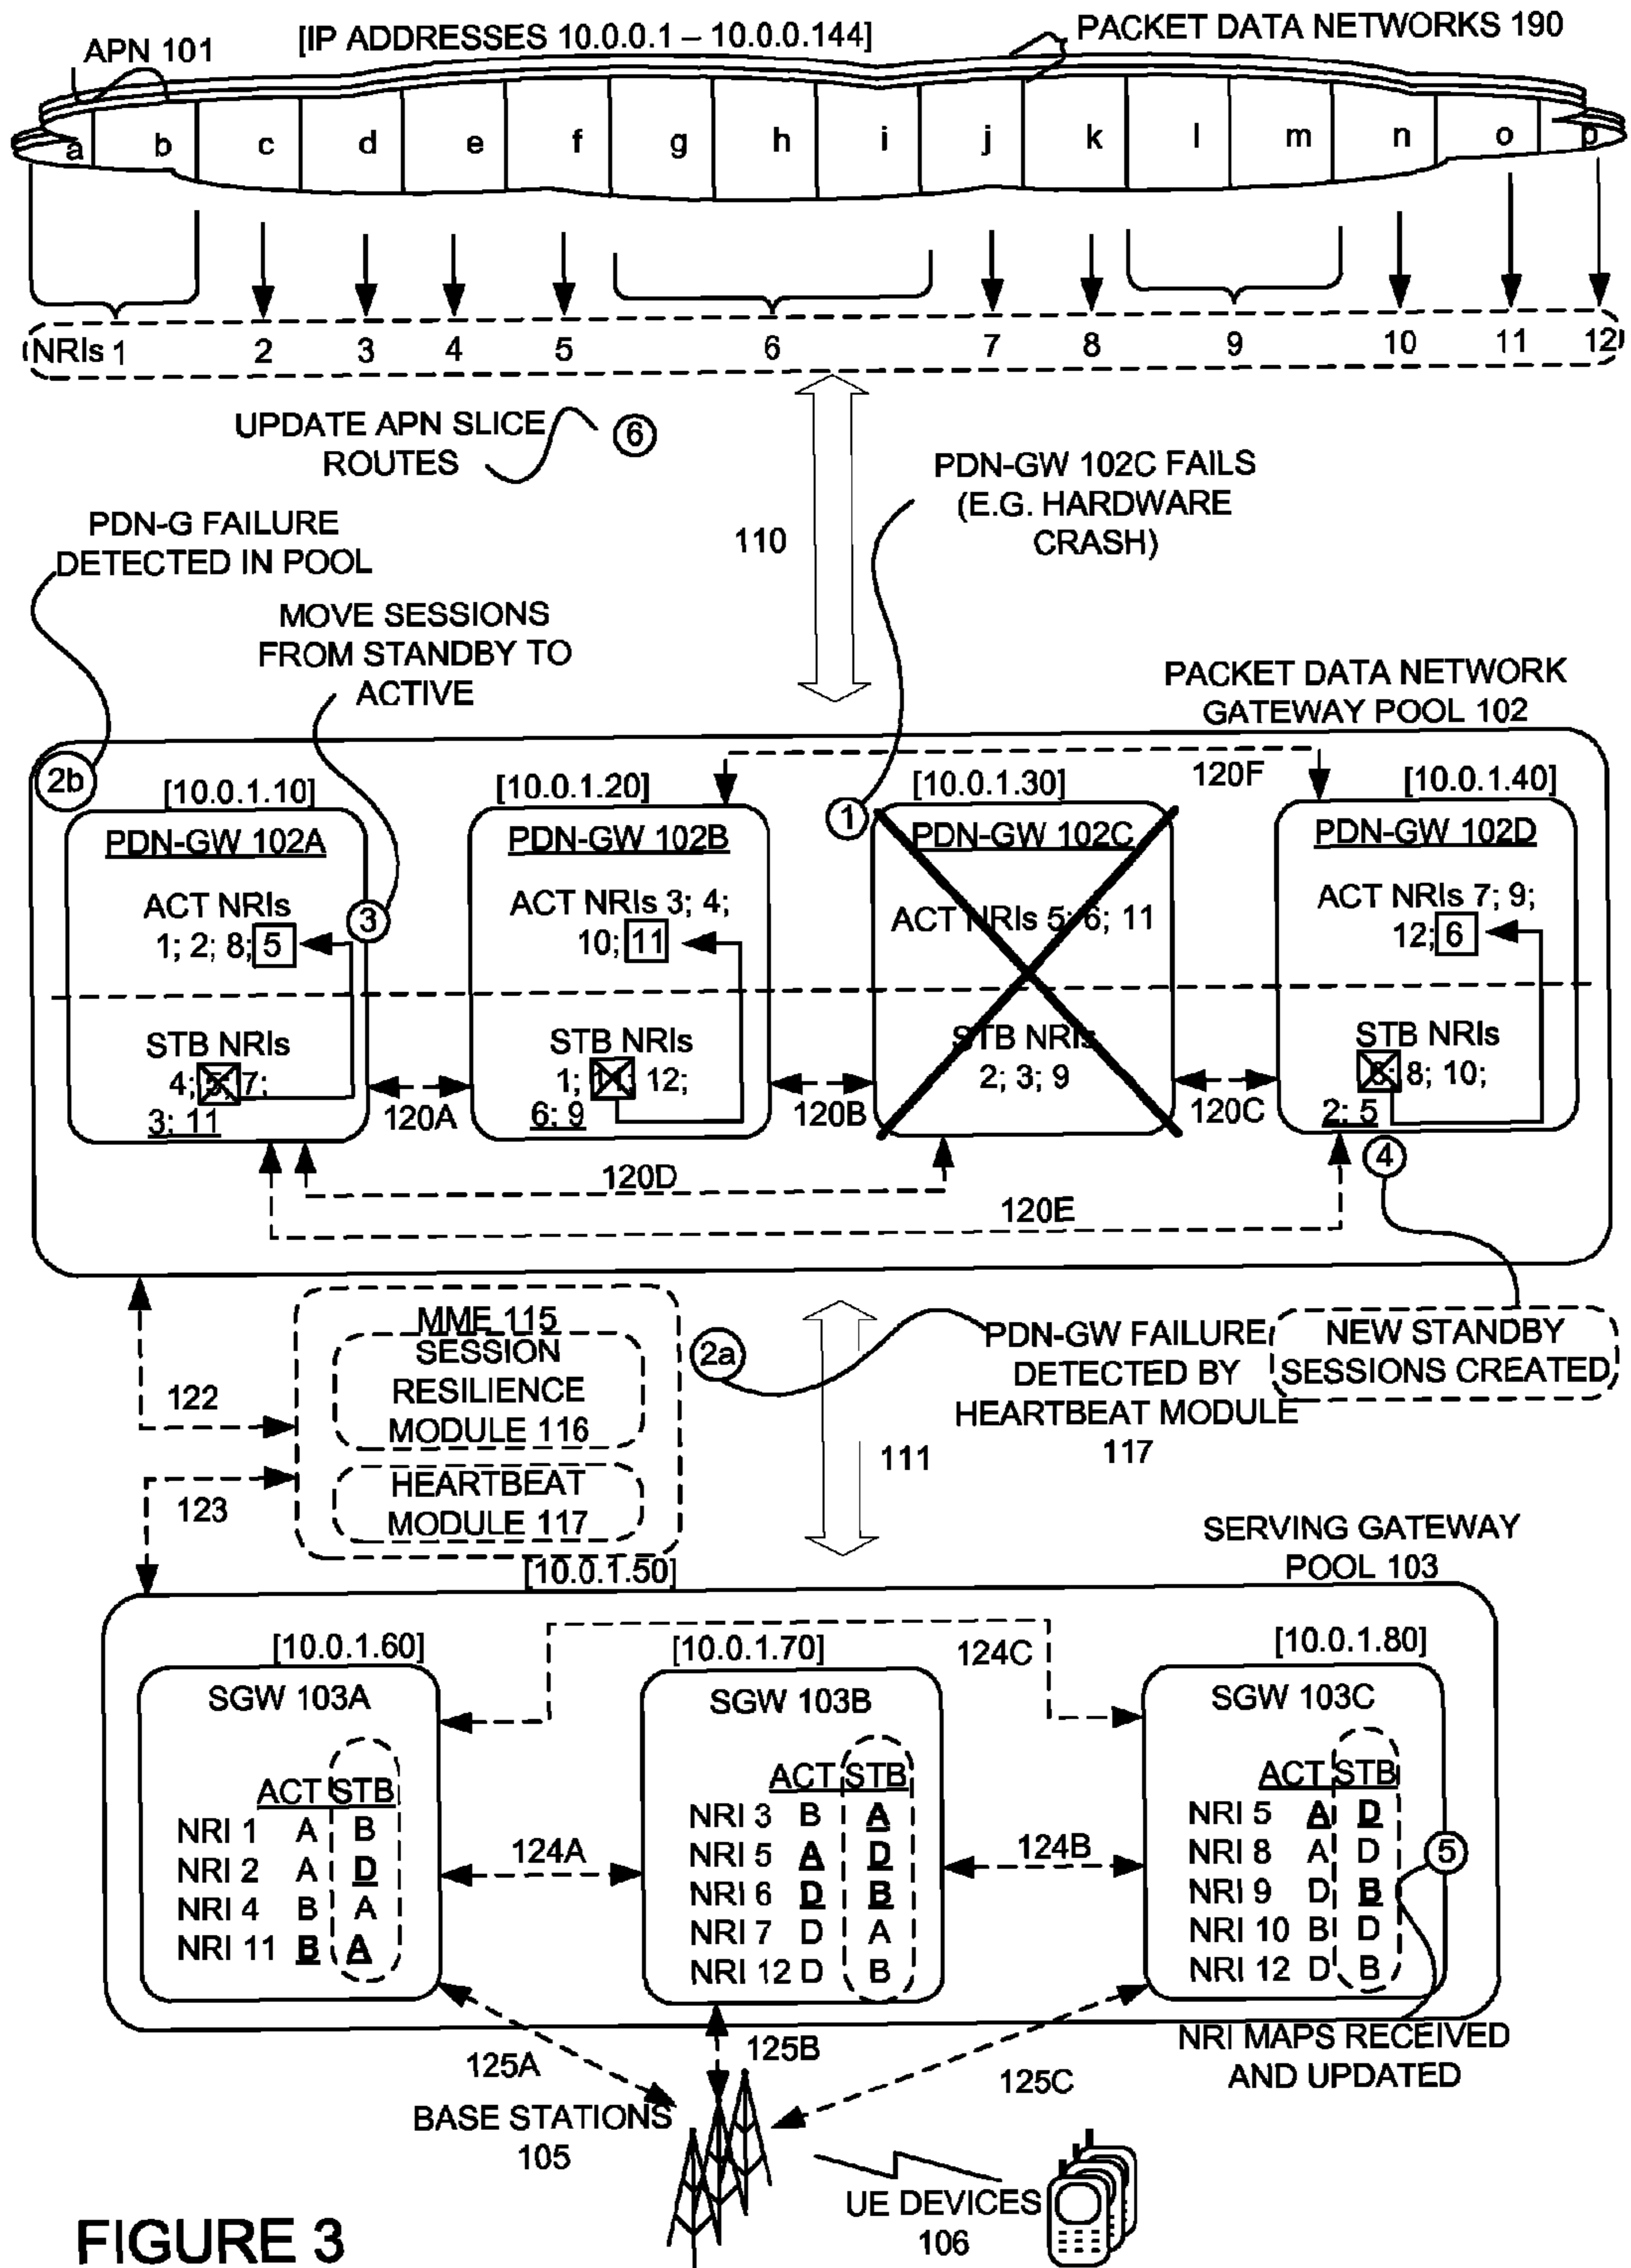 [IP ADDRESSES 10.0.0.1 – 10.0.0.144]
PACKET DATA NETWORKS 190
APN 101
a b c d e f g h i j k l m n o p
NRIs 1 2 3 4 5 6 7 8 9 10 11 12
UPDATE APN SLICE
ROUTES
6
PDN-GW 102C FAILS
(E.G. HARDWARE
CRASH)
110
PDN-G FAILURE
DETECTED IN POOL
MOVE SESSIONS
FROM STANDBY TO
ACTIVE
PACKET DATA NETWORK
GATEWAY POOL 102
2b
[10.0.1.10]
PDN-GW 102A
ACT NRIs
1; 2; 8; 5
3
STB NRIs
4; 5; 7;
3; 11
120A
[10.0.1.20]
PDN-GW 102B
ACT NRIs 3; 4;
10; 11
STB NRIs
1; 11; 12;
6; 9
120B
1
[10.0.1.30]
PDN-GW 102C
ACT NRIs 5; 6; 11
STB NRIs
2; 3; 9
120C
120F
[10.0.1.40]
PDN-GW 102D
ACT NRIs 7; 9;
12; 6
STB NRIs
6; 8; 10;
2; 5
4
120D
120E
MME 115
SESSION
RESILIENCE
MODULE 116
HEARTBEAT
MODULE 117
[10.0.1.50]
122
123
2a
111
PDN-GW FAILURE
DETECTED BY
HEARTBEAT MODULE
117
NEW STANDBY
SESSIONS CREATED
SERVING GATEWAY
POOL 103
[10.0.1.60]
SGW 103A
ACT STB
NRI 1 A B
NRI 2 A D
NRI 4 B A
NRI 11 B A
124A
[10.0.1.70]
SGW 103B
ACT STB
NRI 3 B A
NRI 5 A D
NRI 6 D B
NRI 7 D A
NRI 12 D B
124B
124C
[10.0.1.80]
SGW 103C
ACT STB
NRI 5 A D
NRI 8 A D
NRI 9 D B
NRI 10 B D
NRI 12 D B
5
NRI MAPS RECEIVED
AND UPDATED
125A
125B
125C
BASE STATIONS
105
UE DEVICES
106
FIGURE 3